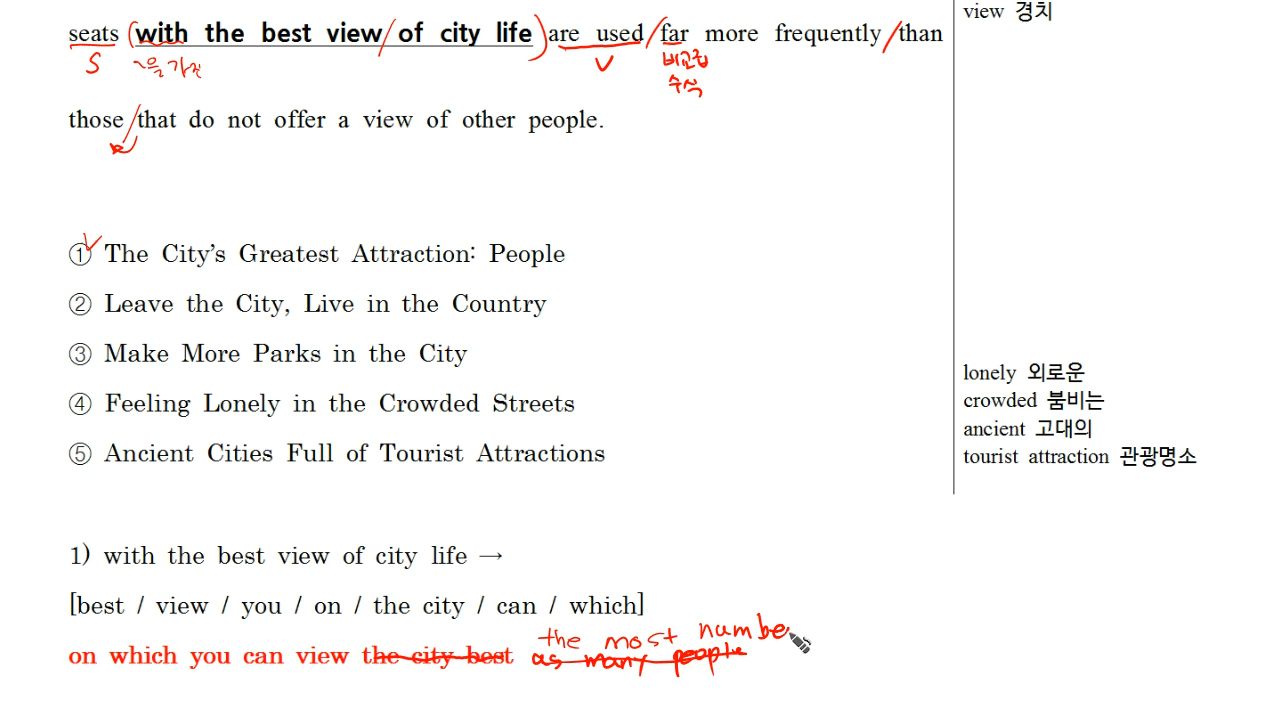 view 경치
seats (with the best view / of city life) are used / far more frequently / than
S ~을 가진 V 비교급
수식
those / that do not offer a view of other people.
① The City's Greatest Attraction: People
② Leave the City, Live in the Country
③ Make More Parks in the City
④ Feeling Lonely in the Crowded Streets
⑤ Ancient Cities Full of Tourist Attractions
lonely 외로운
crowded 붐비는
ancient 고대의
tourist attraction 관광명소
1) with the best view of city life →
[best / view / you / on / the city / can / which]
the most numbe
on which you can view the city best as many people